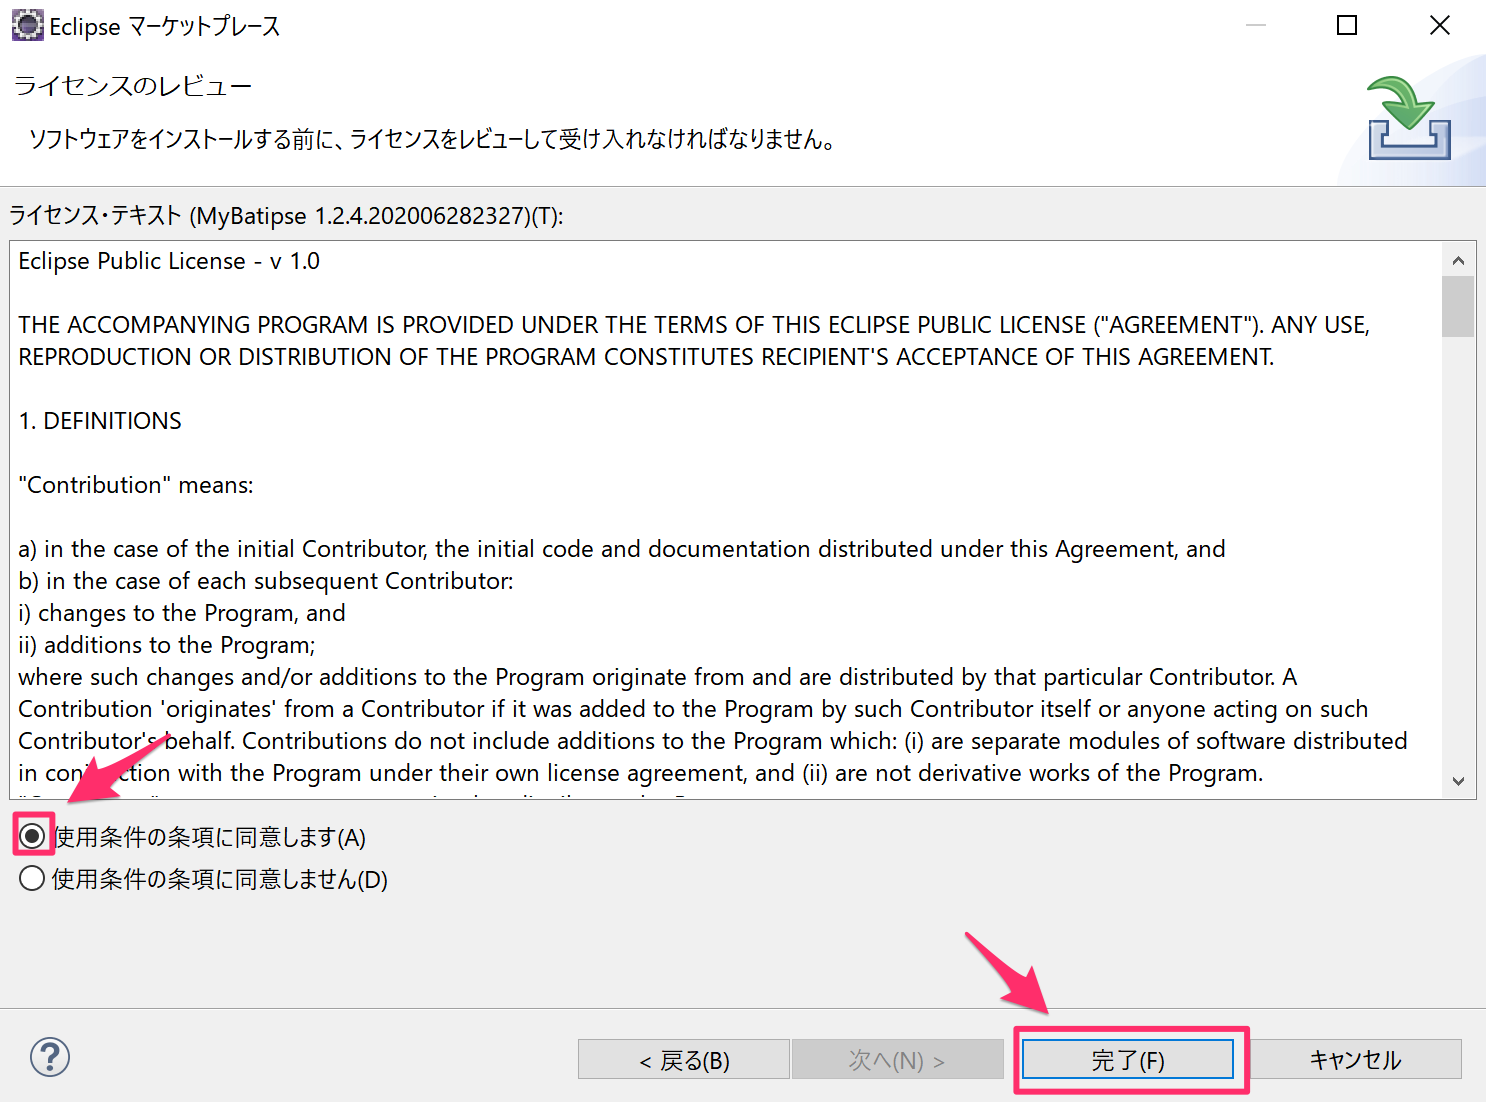 Eclipse マーケットプレース
ライセンスのレビュー
ソフトウェアをインストールする前に、ライセンスをレビューして受け入れなければなりません。
ライセンス・テキスト (MyBatipse 1.2.4.202006282327)(T):
Eclipse Public License - v 1.0
THE ACCOMPANYING PROGRAM IS PROVIDED UNDER THE TERMS OF THIS ECLIPSE PUBLIC LICENSE ("AGREEMENT"). ANY USE,
REPRODUCTION OR DISTRIBUTION OF THE PROGRAM CONSTITUTES RECIPIENT'S ACCEPTANCE OF THIS AGREEMENT.
1. DEFINITIONS
"Contribution" means:
a) in the case of the initial Contributor, the initial code and documentation distributed under this Agreement, and
b) in the case of each subsequent Contributor:
i) changes to the Program, and
ii) additions to the Program;
where such changes and/or additions to the Program originate from and are distributed by that particular Contributor. A
Contribution 'originates' from a Contributor if it was added to the Program by such Contributor itself or anyone acting on such
Contributor's behalf. Contributions do not include additions to the Program which: (i) are separate modules of software distributed
in conjunction with the Program under their own license agreement, and (ii) are not derivative works of the Program.
使用条件の条項に同意します(A)
使用条件の条項に同意しません(D)
?
< 戻る(B)
次へ(N) >
完了(F)
キャンセル